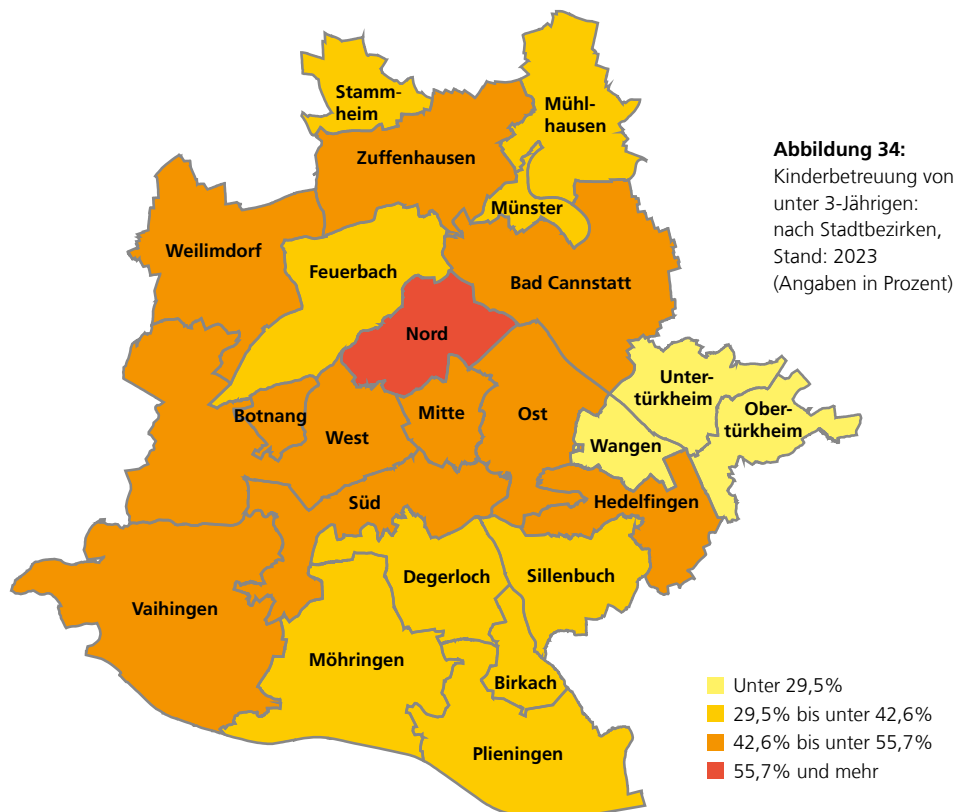 Stamm-
heim
Mühl-
hausen
Zuffenhausen
Abbildung 34:
Kinderbetreuung von
unter 3-Jährigen:
nach Stadtbezirken,
Stand: 2023
(Angaben in Prozent)
Münster
Weilimdorf
Feuerbach
Bad Cannstatt
Nord
Unter-
türkheim
Ober-
türkheim
Botnang
West
Mitte
Ost
Wangen
Süd
Hedelfingen
Degerloch
Sillenbuch
Vaihingen
Möhringen
Birkach
Plieningen
Unter 29,5%
29,5% bis unter 42,6%
42,6% bis unter 55,7%
55,7% und mehr